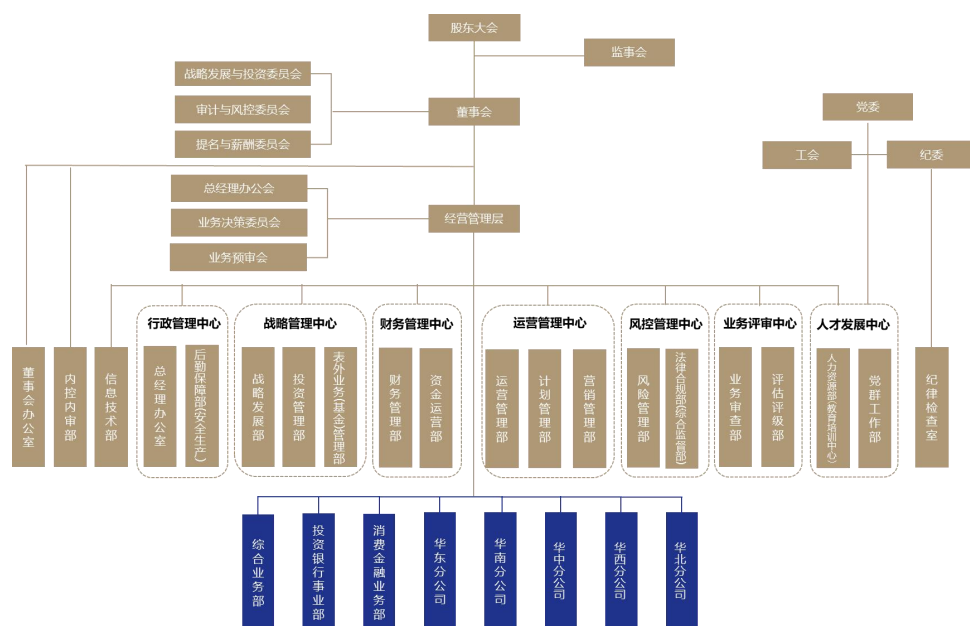 股东大会
监事会
战略发展与投资委员会
审计与风控委员会
董事会
党委
提名与薪酬委员会
工会
纪委
总经理办公会
业务决策委员会
经营管理层
业务预审会
行政管理中心
战略管理中心
财务管理中心
运营管理中心
风控管理中心
业务评审中心
人才发展中心
董事会办公室
内控内审部
信息技术部
总经理办公室
后勤保障部(安全生产)
战略发展部
投资管理部
表外业务(基金)管理部
财务管理部
资金运营部
运营管理部
计划管理部
营销管理部
风险管理部
法律合规部(综合监督部)
业务审查部
评估评级部
人力资源部(教育培训中心)
党群工作部
纪律检查室
综合业务部
投资银行事业部
消费金融业务部
华东分公司
华南分公司
华中分公司
华西分公司
华北分公司